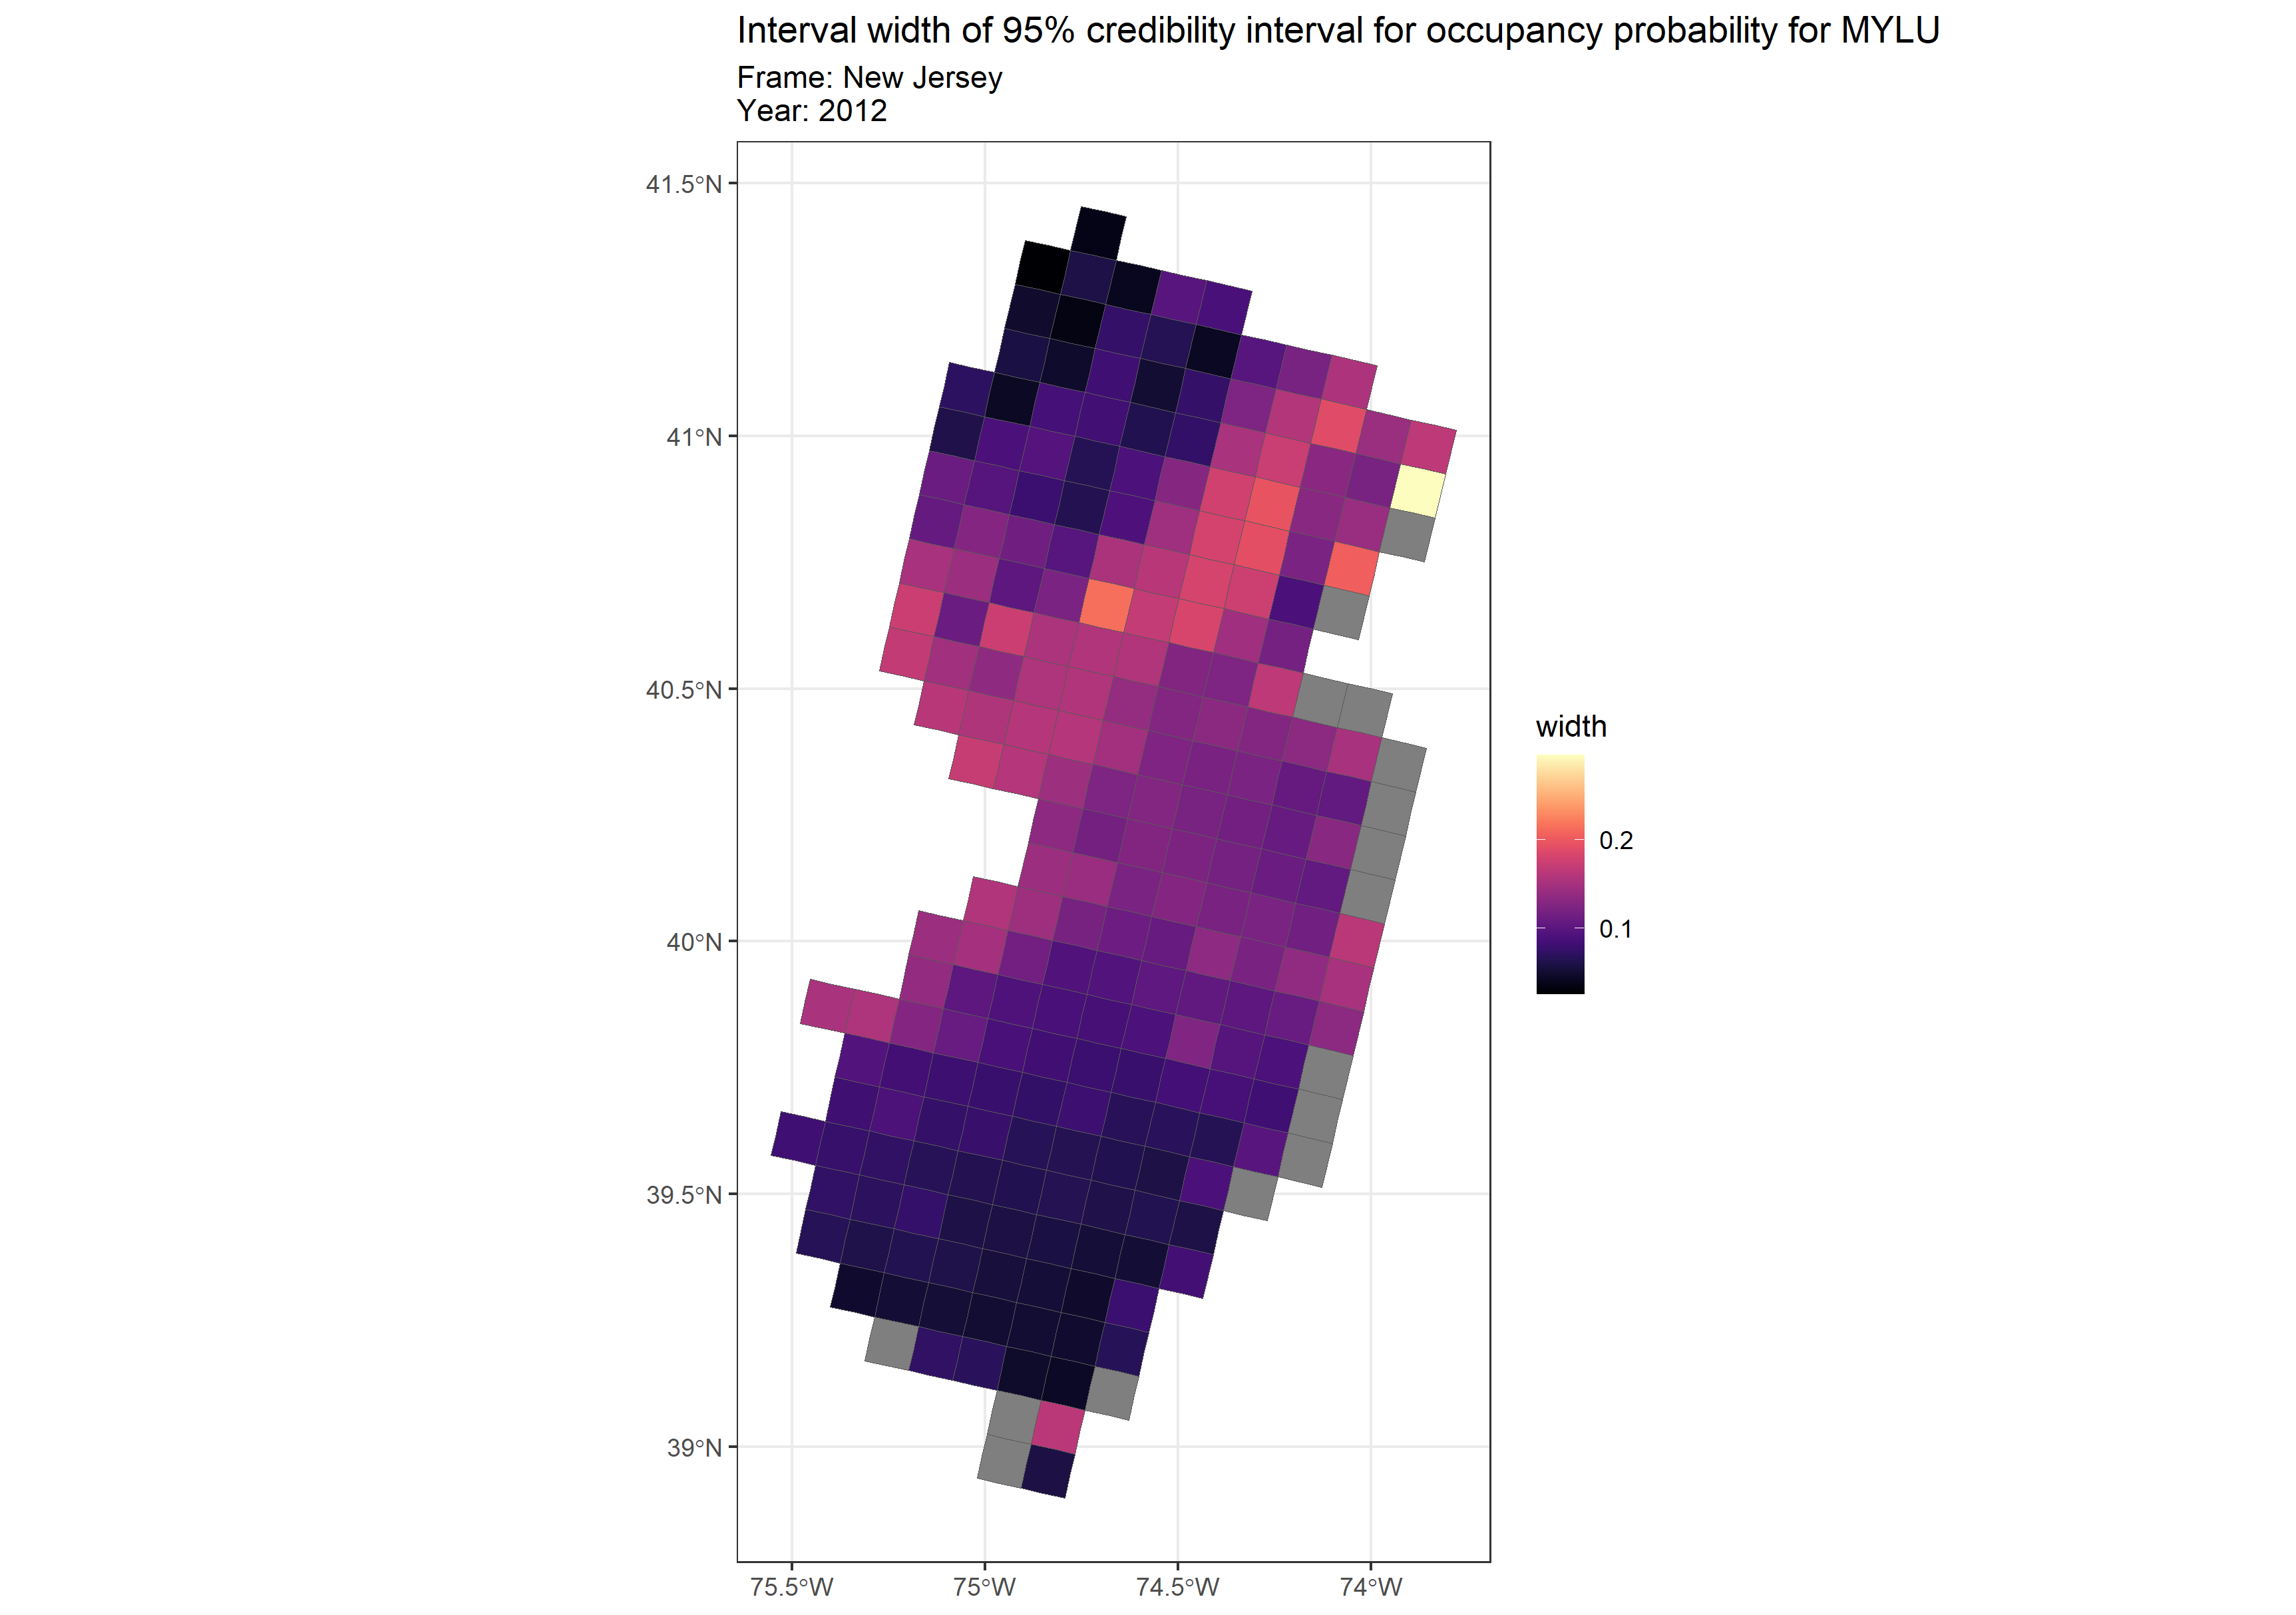 Interval width of 95% credibility interval for occupancy probability for MYLU
Frame: New Jersey
Year: 2012
41.5°N
41°N
40.5°N
40°N
39.5°N
39°N
75.5°W
75°W
74.5°W
74°W
width
0.2
0.1